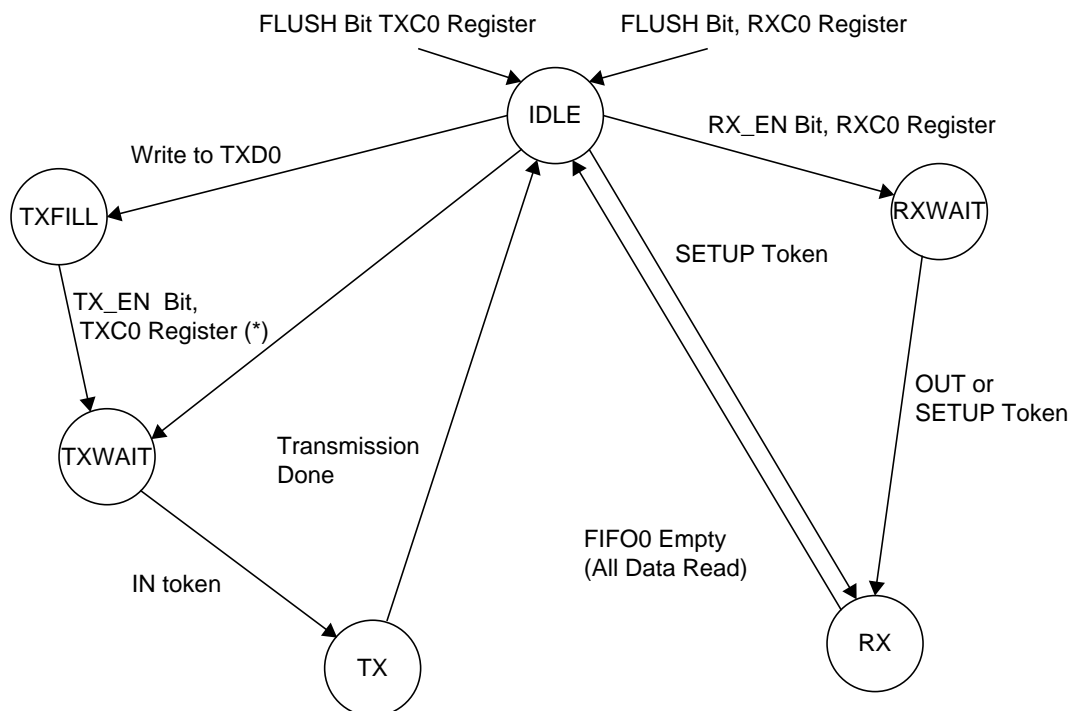 FLUSH Bit TXC0 Register
FLUSH Bit, RXC0 Register
IDLE
RX_EN Bit, RXC0 Register
Write to TXD0
TXFILL
RXWAIT
SETUP Token
TX_EN Bit,
TXC0 Register (*)
OUT or
SETUP Token
TXWAIT
Transmission
Done
FIFO0 Empty
(All Data Read)
IN token
TX
RX